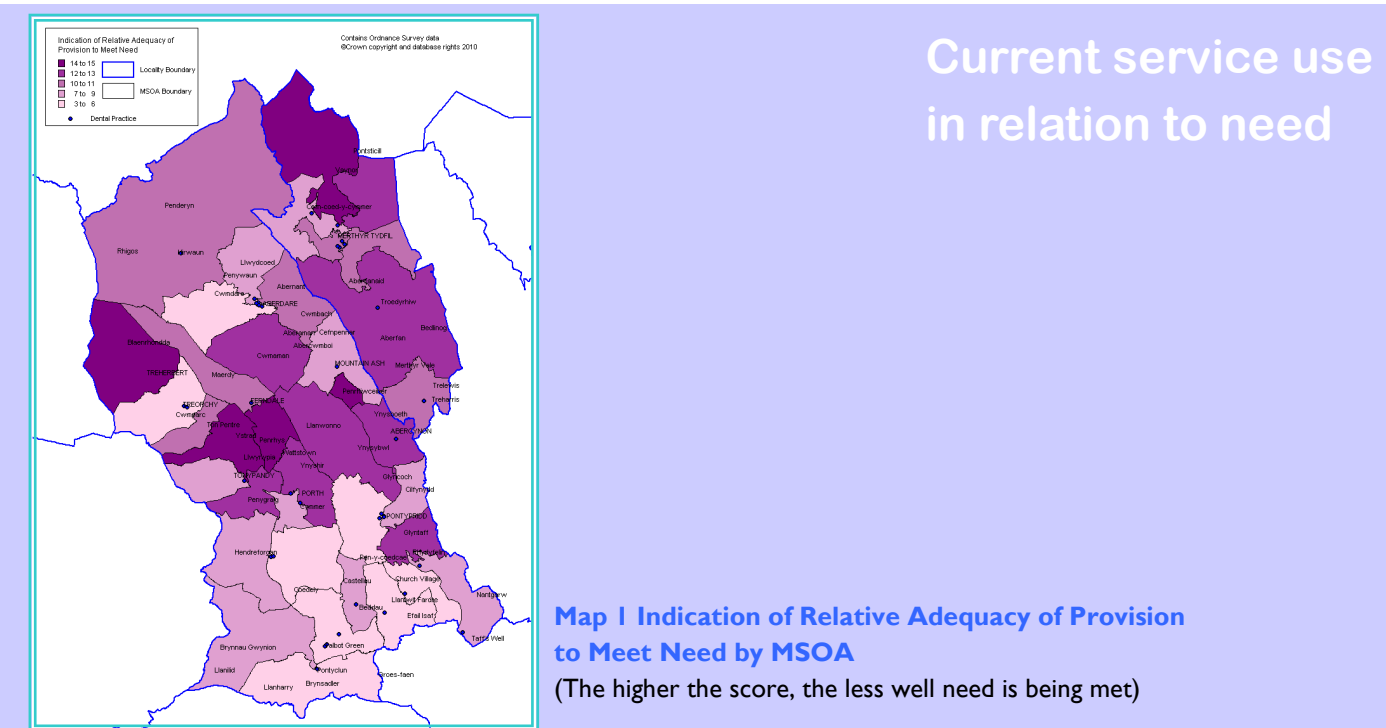 Indication of Relative Adequacy of
Provision to Meet Need
14 to 15
12 to 13
10 to 11
7 to 9
3 to 6
Locality Boundary
MSOA Boundary
Dental Practice
Contains Ordnance Survey data
©Crown copyright and database rights 2010
Current service use
in relation to need
Pontsticill
Vaynor
Cefn-coed-y-cymmer
Penderyn
MERTHYR TYDFIL
Rhigos
Hirwaun
Llwydcoed
Penywaun
Abernant
Aberfanaid
Cwmdare
ABERDARE
Troedyrhiw
Cwmbach
Bedlinog
Aberaman
Cefnpennar
Aberfan
Blaenrhondda
Abercwmboi
Cwmaman
MOUNTAIN ASH
Merthyr Vale
TREHERBERT
Maerdy
Trelewis
Penrhiwceiber
Treharris
TREORCHY
FERNDALE
Cwmparc
Ynysboeth
Ton Pentre
Llanwonno
ABERCYNON
Ystrad
Penrhys
Ynysybwl
Llwynypia
Wattstown
Ynyshir
TONYPANDY
Glyncoch
Cilfynydd
PORTH
Penygraig
Cymmer
PONTYPRIDD
Glyntaff
Hendreforgan
Rhydyfelin
Pen-y-coedcae
Castellau
Church Village
Coedely
Nantgarw
Llantwit Fardre
Beddau
Efail Isaf
Taffs Well
Brynnau Gwynion
Talbot Green
Llanilid
Pontyclun
Groes-faen
Brynsadler
Llanharry
Map 1 Indication of Relative Adequacy of Provision
to Meet Need by MSOA
(The higher the score, the less well need is being met)